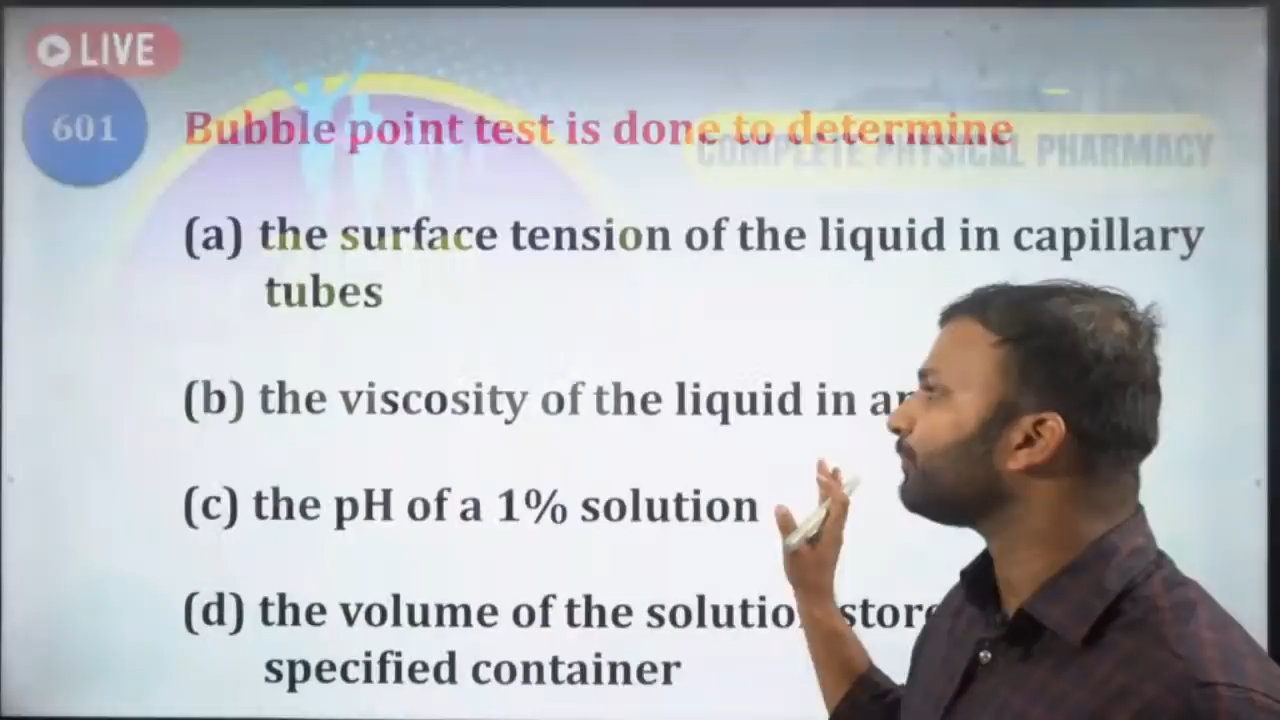 LIVE
601
Bubble point test is done to determine
COMPLETE PHYSICAL PHARMACY
(a) the surface tension of the liquid in capillary
tubes
(b) the viscosity of the liquid in
(c) the pH of a 1% solution
(d) the volume of the
specified container